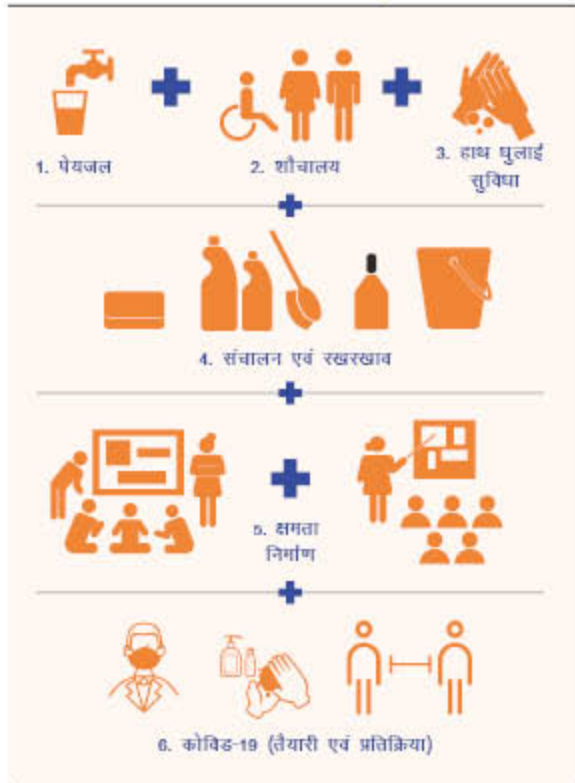 1. पेयजल
2. शौचालय
3. हाथ धुलाई
सुविधा
4. संचालन एवं रखरखाव
5. क्षमता
निर्माण
6. कोविड-19 (तैयारी एवं प्रतिक्रिया)